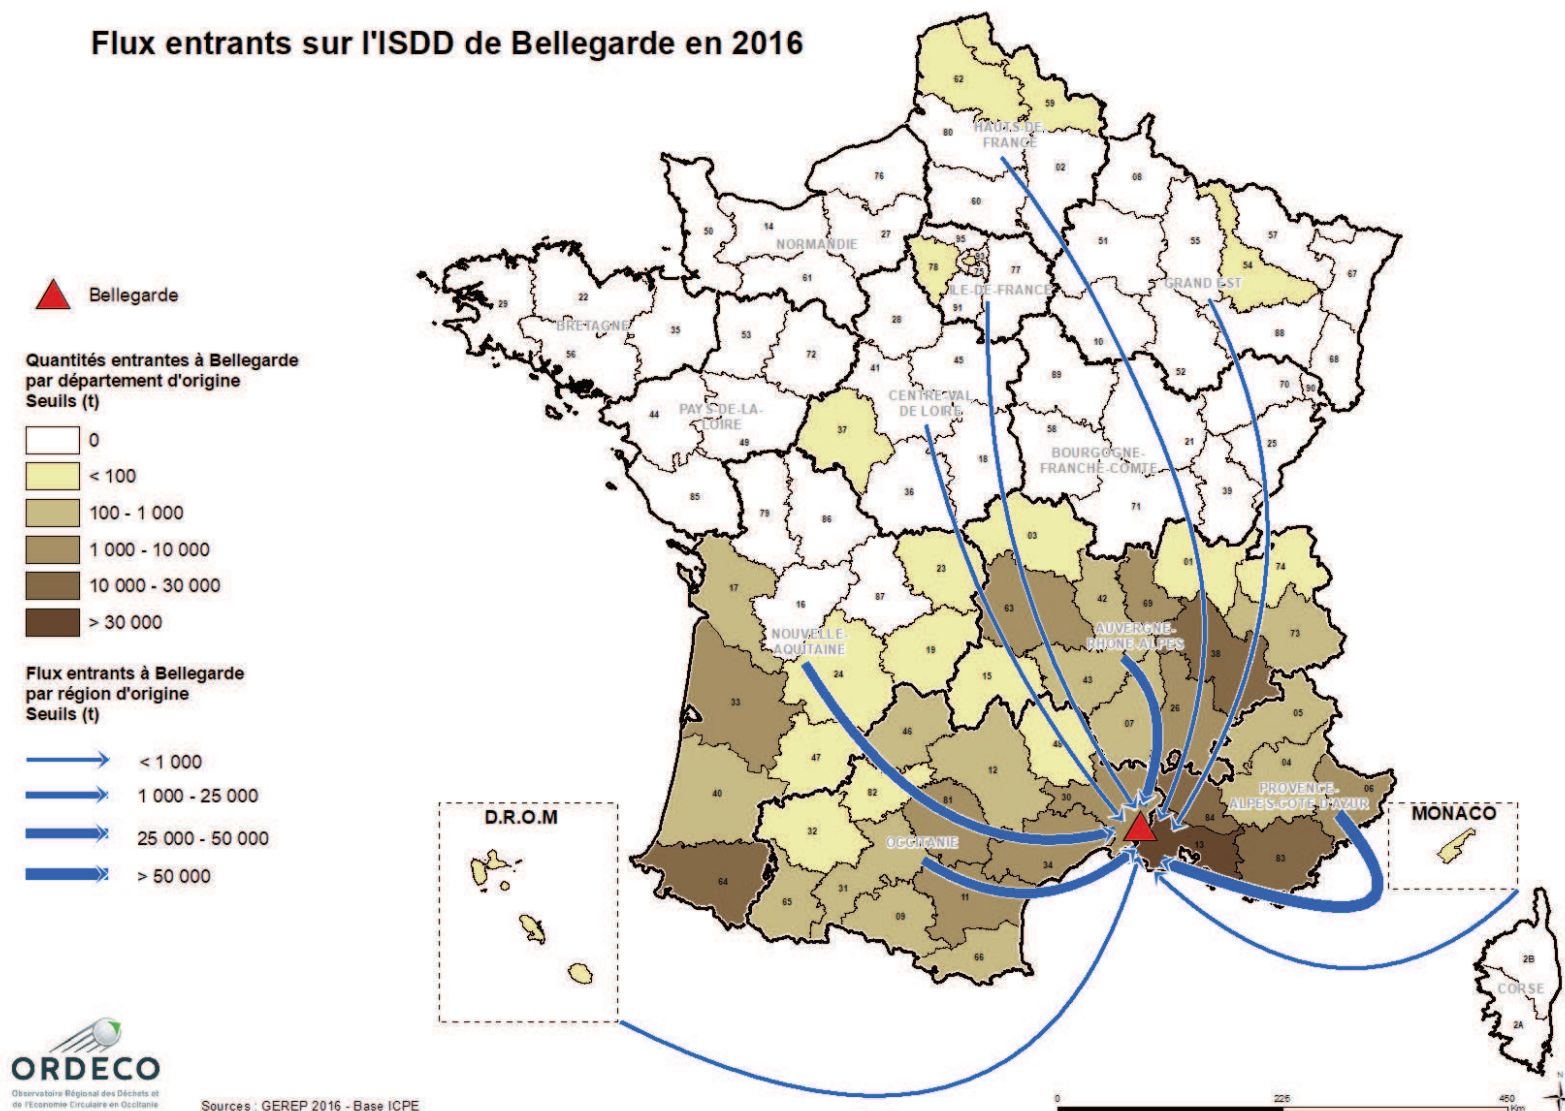 Flux entrants sur l'ISDD de Bellegarde en 2016
Bellegarde
Quantités entrantes à Bellegarde
par département d'origine
Seuils (t)
0
< 100
100 - 1 000
1 000 - 10 000
10 000 - 30 000
> 30 000
Flux entrants à Bellegarde
par région d'origine
Seuils (t)
< 1 000
1 000 - 25 000
25 000 - 50 000
> 50 000
62
59
80
HAUTS-DE-
FRANCE
02
76
60
08
50
14
27
NORMANDIE
61
95
93
75
78
77
ILE-DE-FRANCE
91
51
55
57
54
67
GRAND EST
88
68
10
52
29
22
BRETAGNE
35
56
53
72
28
45
41
CENTRE-VAL
DE LOIRE
89
70
90
44
PAYS-DE-LA-
LOIRE
49
37
58
21
25
BOURGOGNE-
FRANCHE-COMTE
18
36
39
71
85
79
86
03
01
74
23
17
16
87
63
42
69
73
NOUVELLE-
AQUITAINE
AUVERGNE-
RHONE-ALPES
38
19
24
15
43
33
26
07
05
46
48
47
12
04
40
82
81
30
06
PROVENCE-
ALPES-COTE D'AZUR
84
32
OCCITANIE
34
13
83
64
31
65
11
09
66
D.R.O.M
MONACO
2B
CORSE
2A
ORDECO
Observatoire Régional des Déchets et
de l'Economie Circulaire en Occitanie
Sources : GEREP 2016 - Base ICPE
0 225 450
Km
N